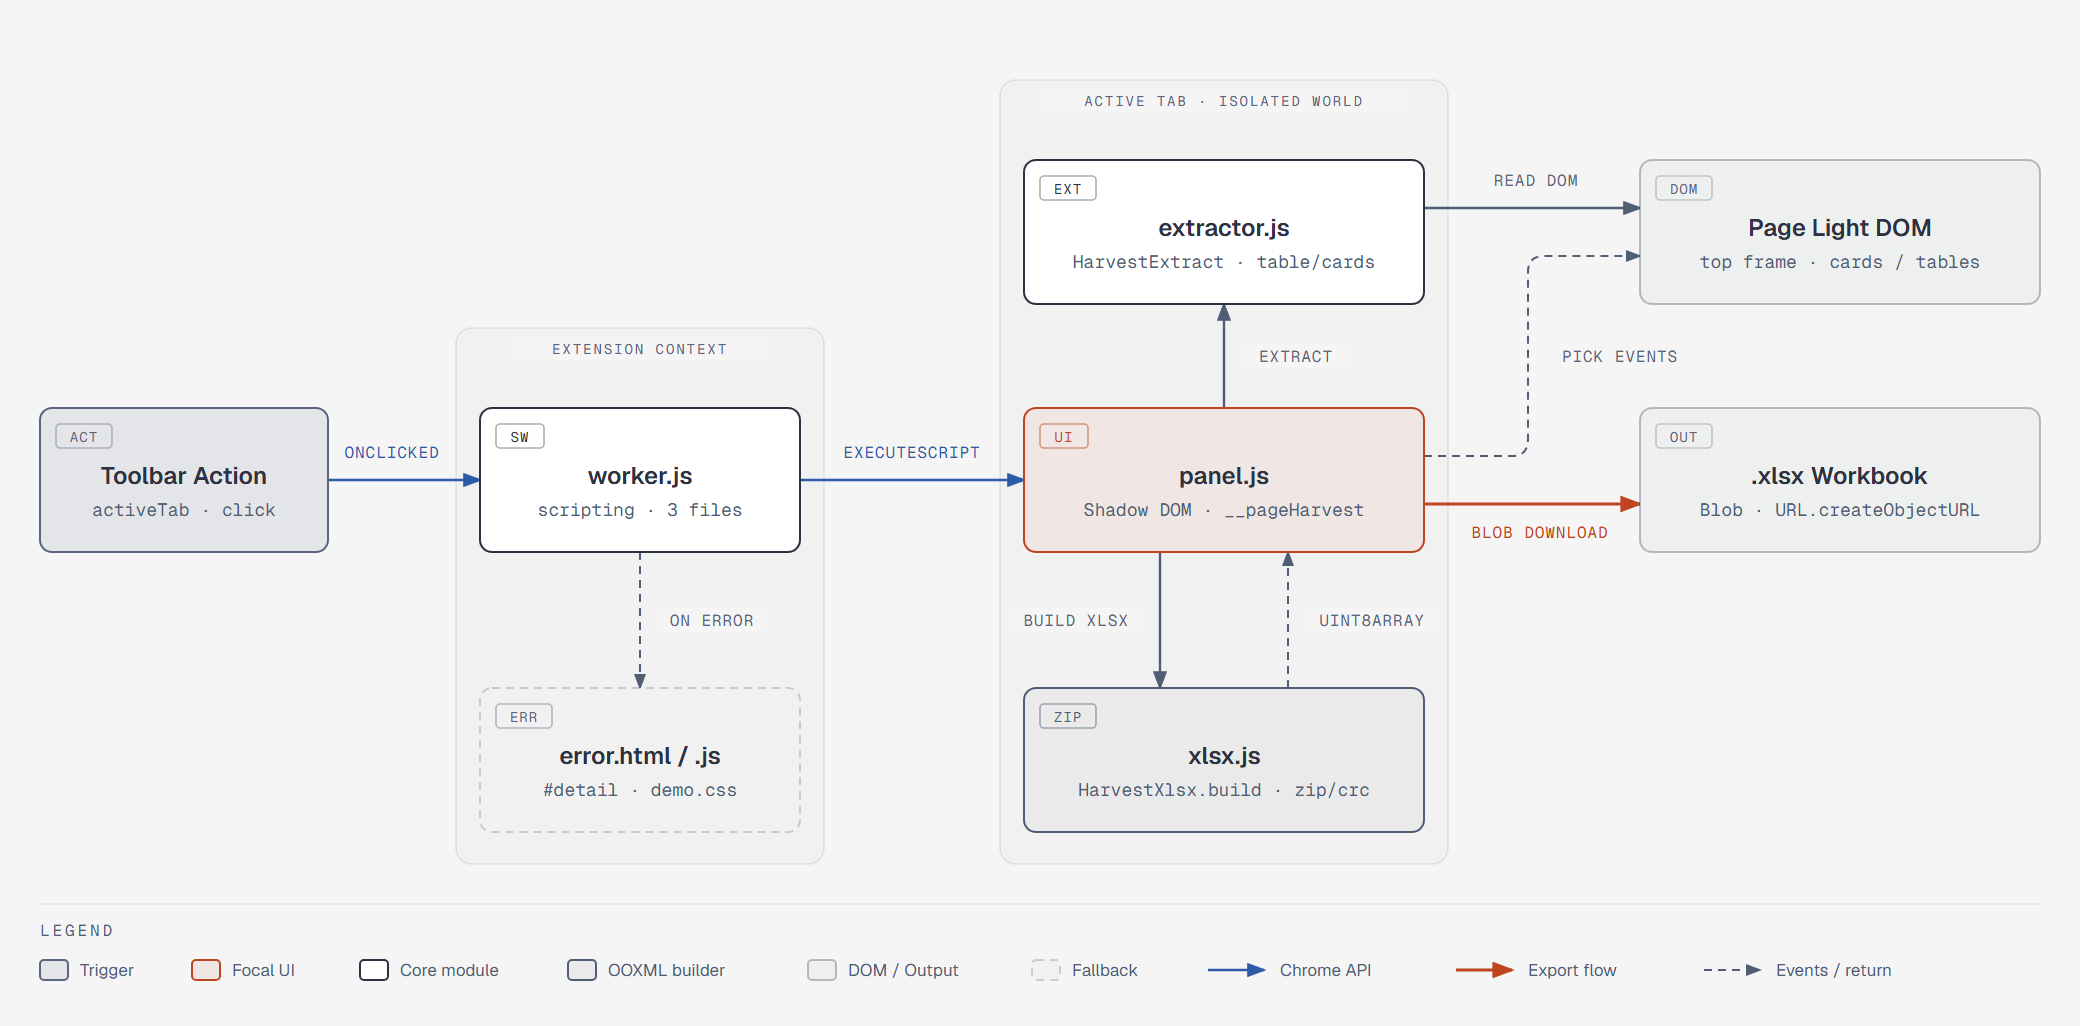 ACTIVE TAB · ISOLATED WORLD
EXT
extractor.js
HarvestExtract · table/cards
READ DOM
DOM
Page Light DOM
top frame · cards / tables
EXTENSION CONTEXT
EXTRACT
PICK EVENTS
ACT
Toolbar Action
activeTab · click
ONCLICKED
SW
worker.js
scripting · 3 files
EXECUTESCRIPT
UI
panel.js
Shadow DOM · __pageHarvest
BLOB DOWNLOAD
OUT
.xlsx Workbook
Blob · URL.createObjectURL
ON ERROR
BUILD XLSX
UINT8ARRAY
ERR
error.html / .js
#detail · demo.css
ZIP
xlsx.js
HarvestXlsx.build · zip/crc
LEGEND
Trigger
Focal UI
Core module
OOXML builder
DOM / Output
Fallback
Chrome API
Export flow
Events / return